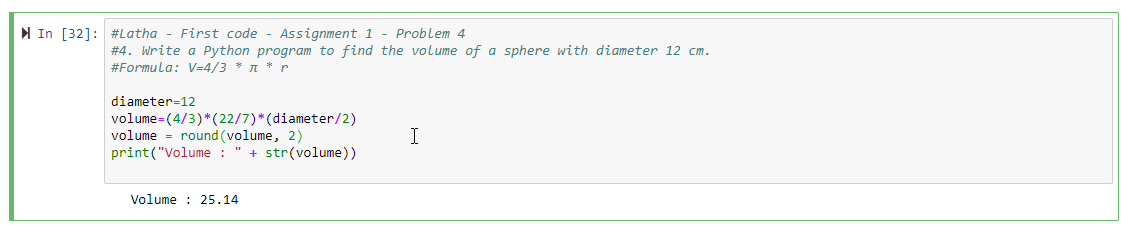 In [32]: #Latha - First code - Assignment 1 - Problem 4
#4. Write a Python program to find the volume of a sphere with diameter 12 cm.
#Formula: V=4/3 * π * r
diameter=12
volume=(4/3)*(22/7)*(diameter/2)
volume = round(volume, 2)
print("Volume : " + str(volume))
Volume : 25.14